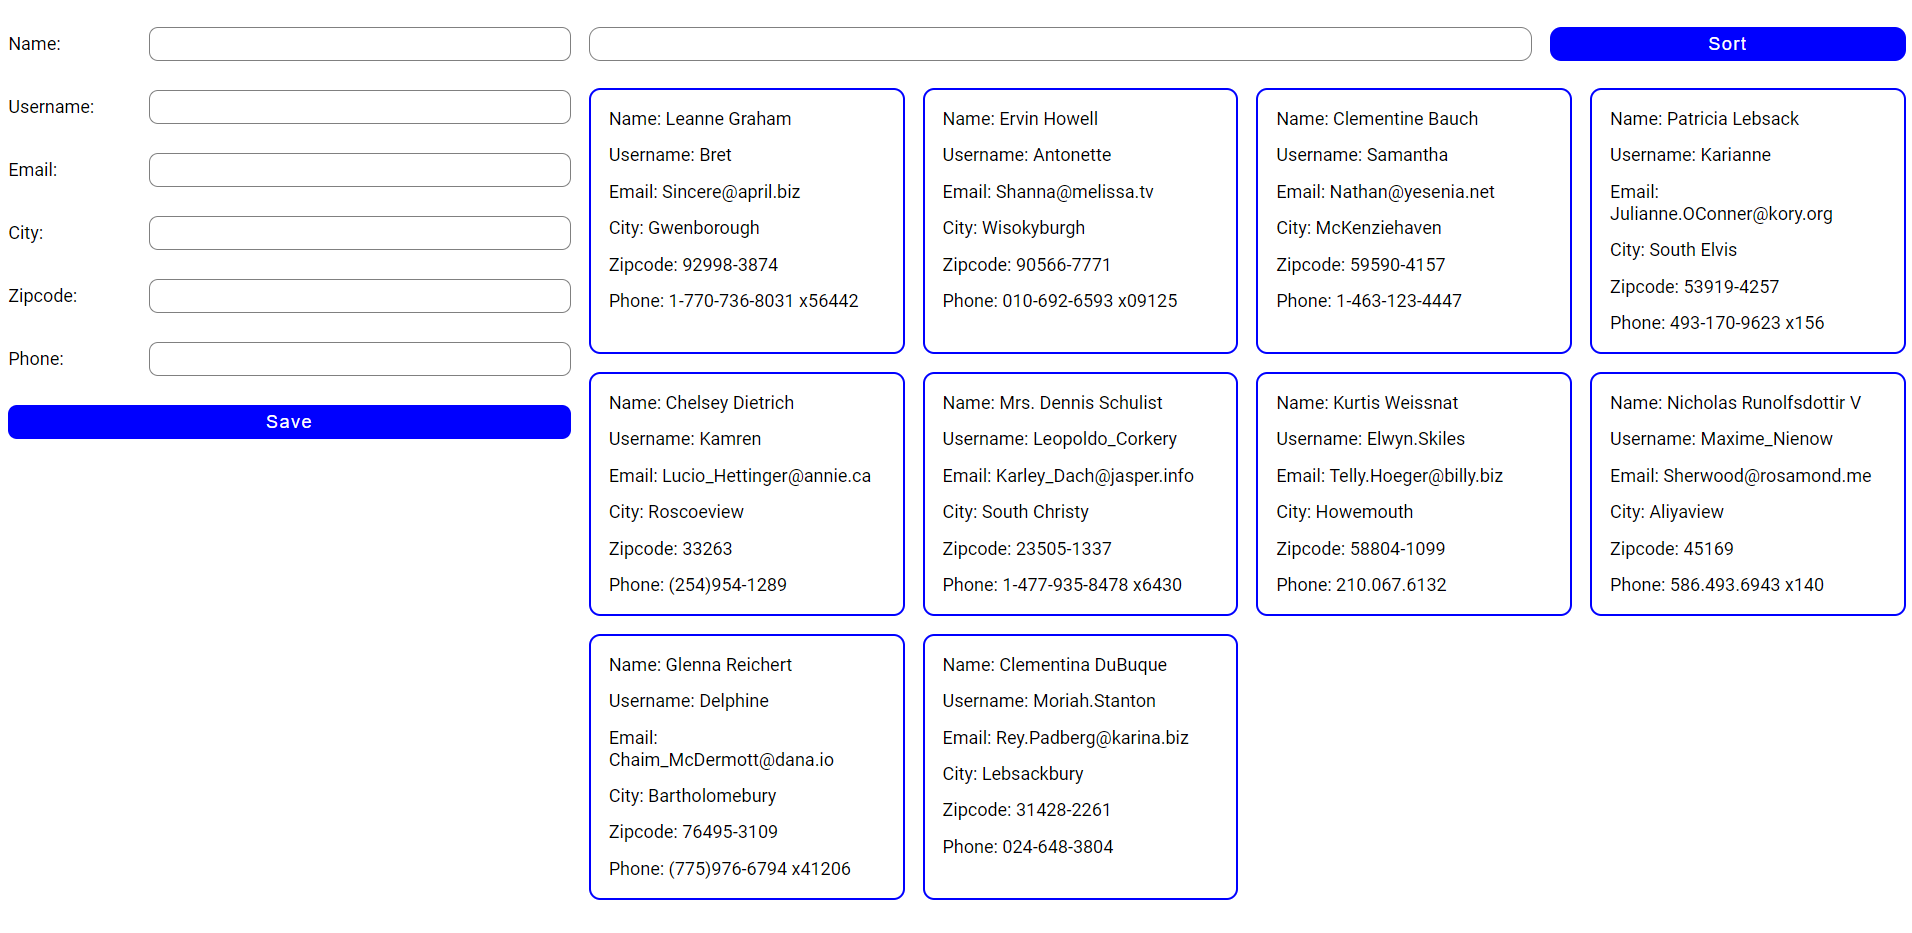 Name:
Username:
Email:
City:
Zipcode:
Phone:
Save
Sort
Name: Leanne Graham
Username: Bret
Email: Sincere@april.biz
City: Gwenborough
Zipcode: 92998-3874
Phone: 1-770-736-8031 x56442
Name: Ervin Howell
Username: Antonette
Email: Shanna@melissa.tv
City: Wisokyburgh
Zipcode: 90566-7771
Phone: 010-692-6593 x09125
Name: Clementine Bauch
Username: Samantha
Email: Nathan@yesenia.net
City: McKenziehaven
Zipcode: 59590-4157
Phone: 1-463-123-4447
Name: Patricia Lebsack
Username: Karianne
Email:
Julianne.OConner@kory.org
City: South Elvis
Zipcode: 53919-4257
Phone: 493-170-9623 x156
Name: Chelsey Dietrich
Username: Kamren
Email: Lucio_Hettinger@annie.ca
City: Roscoeview
Zipcode: 33263
Phone: (254)954-1289
Name: Mrs. Dennis Schulist
Username: Leopoldo_Corkery
Email: Karley_Dach@jasper.info
City: South Christy
Zipcode: 23505-1337
Phone: 1-477-935-8478 x6430
Name: Kurtis Weissnat
Username: Elwyn.Skiles
Email: Telly.Hoeger@billy.biz
City: Howemouth
Zipcode: 58804-1099
Phone: 210.067.6132
Name: Nicholas Runolfsdottir V
Username: Maxime_Nienow
Email: Sherwood@rosamond.me
City: Aliyaview
Zipcode: 45169
Phone: 586.493.6943 x140
Name: Glenna Reichert
Username: Delphine
Email:
Chaim_McDermott@dana.io
City: Bartholomebury
Zipcode: 76495-3109
Phone: (775)976-6794 x41206
Name: Clementina DuBuque
Username: Moriah.Stanton
Email: Rey.Padberg@karina.biz
City: Lebsackbury
Zipcode: 31428-2261
Phone: 024-648-3804